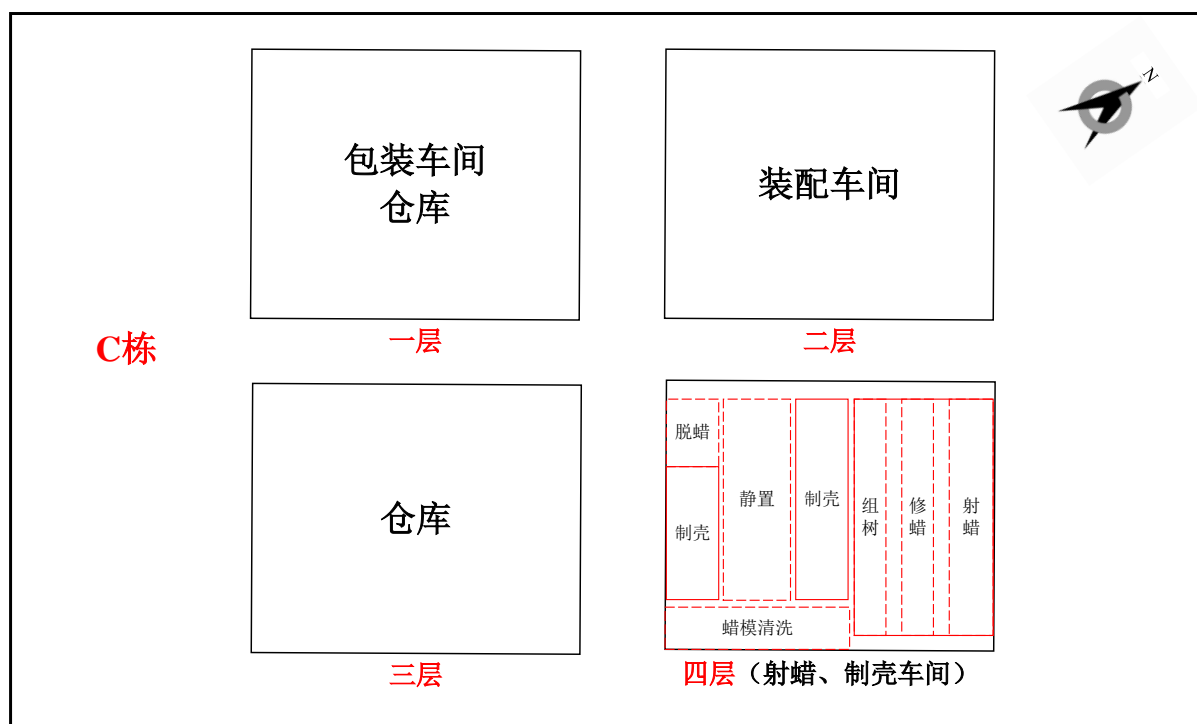 N
包装车间
仓库
装配车间
一层
二层
C栋
仓库
三层
脱蜡
制壳
静置
制壳
组
树
修
蜡
射
蜡
蜡模清洗
四层（射蜡、制壳车间）